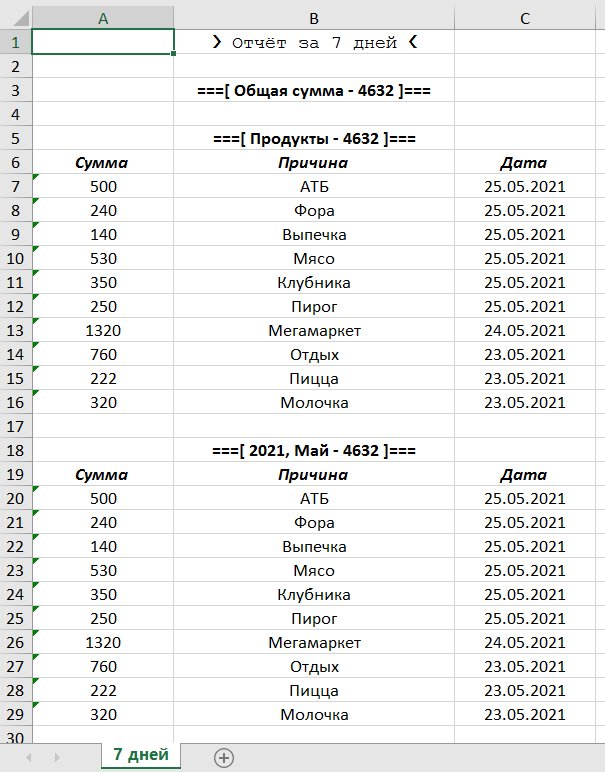 A B C
1 > Отчёт за 7 дней <
2
3 ===[ Общая сумма - 4632 ]===
4
5 ===[ Продукты - 4632 ]===
6 Сумма Причина Дата
7 500 АТБ 25.05.2021
8 240 Фора 25.05.2021
9 140 Выпечка 25.05.2021
10 530 Мясо 25.05.2021
11 350 Клубника 25.05.2021
12 250 Пирог 25.05.2021
13 1320 Мегамаркет 24.05.2021
14 760 Отдых 23.05.2021
15 222 Пицца 23.05.2021
16 320 Молочка 23.05.2021
17
18 ===[ 2021, Май - 4632 ]===
19 Сумма Причина Дата
20 500 АТБ 25.05.2021
21 240 Фора 25.05.2021
22 140 Выпечка 25.05.2021
23 530 Мясо 25.05.2021
24 350 Клубника 25.05.2021
25 250 Пирог 25.05.2021
26 1320 Мегамаркет 24.05.2021
27 760 Отдых 23.05.2021
28 222 Пицца 23.05.2021
29 320 Молочка 23.05.2021
30
7 дней